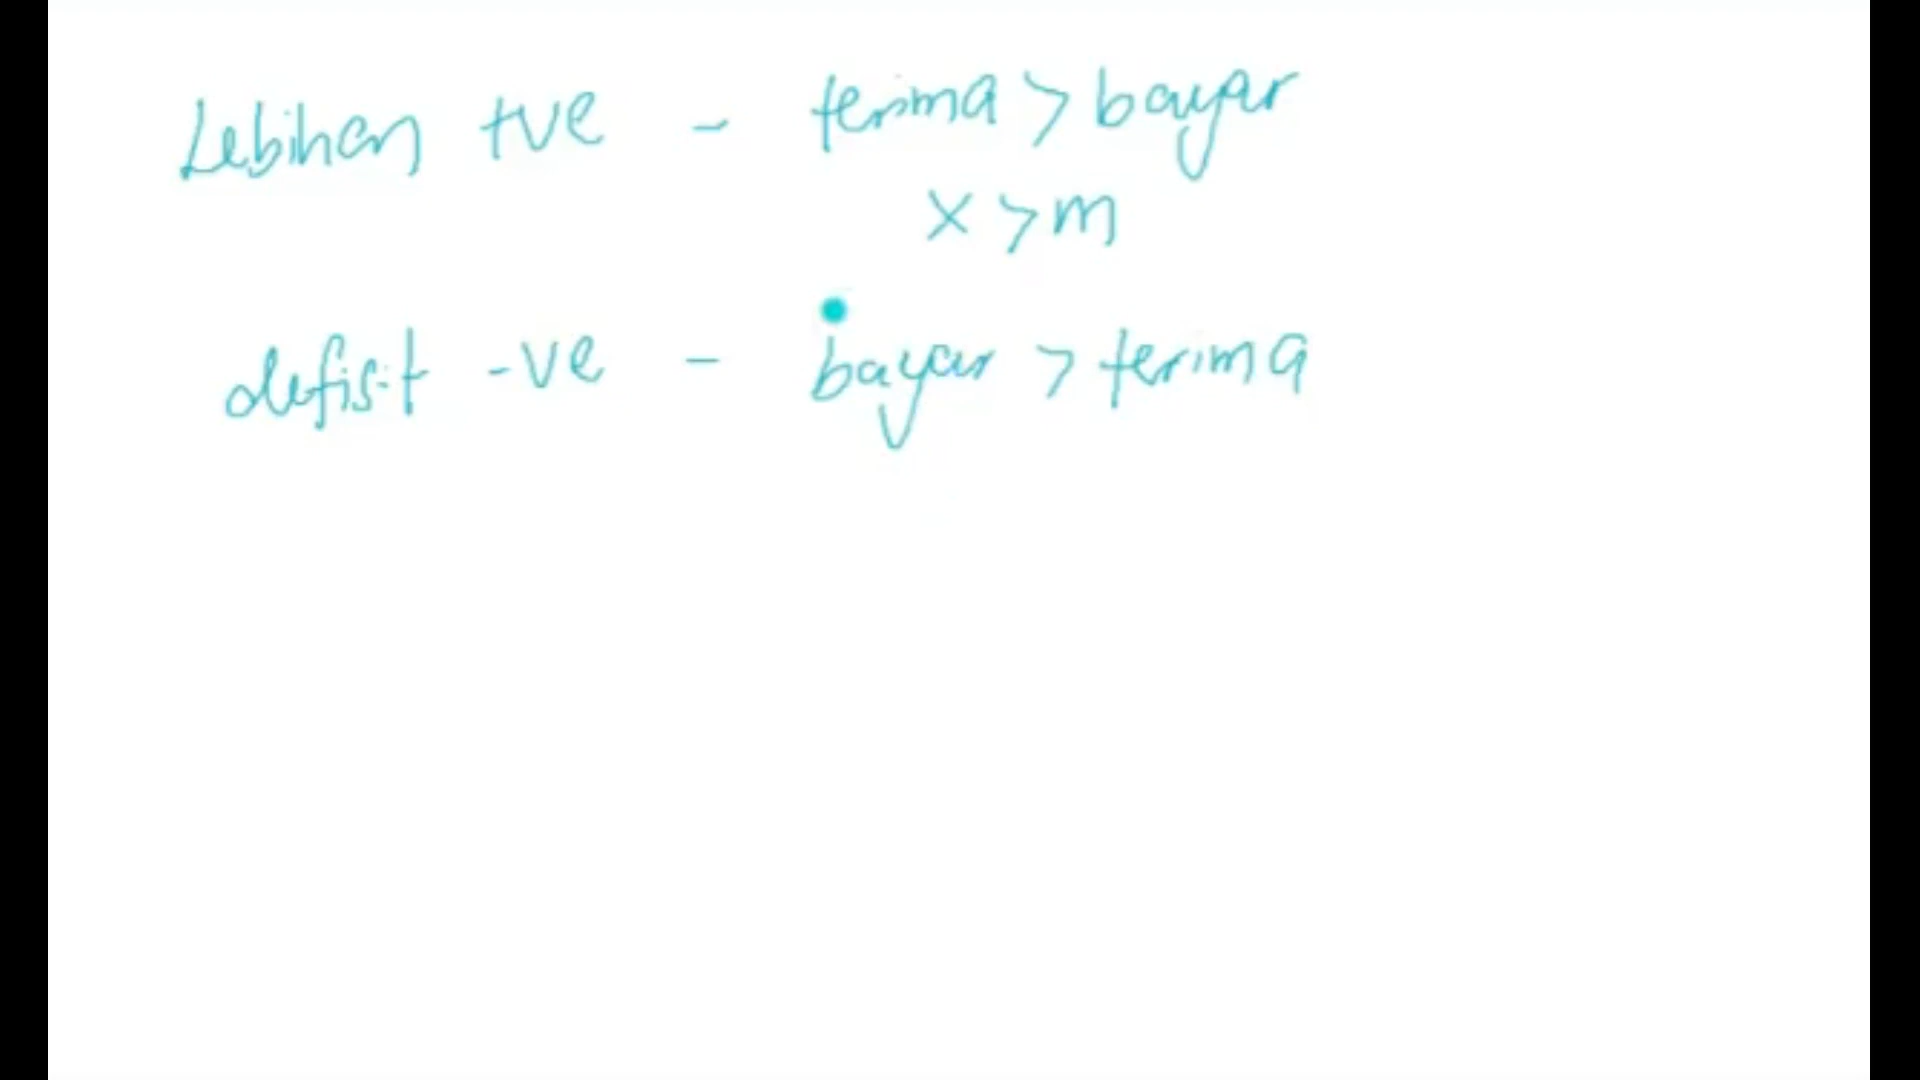 Lebihan +ve - terima > bayar
x > m
defisit -ve - bayar > terima